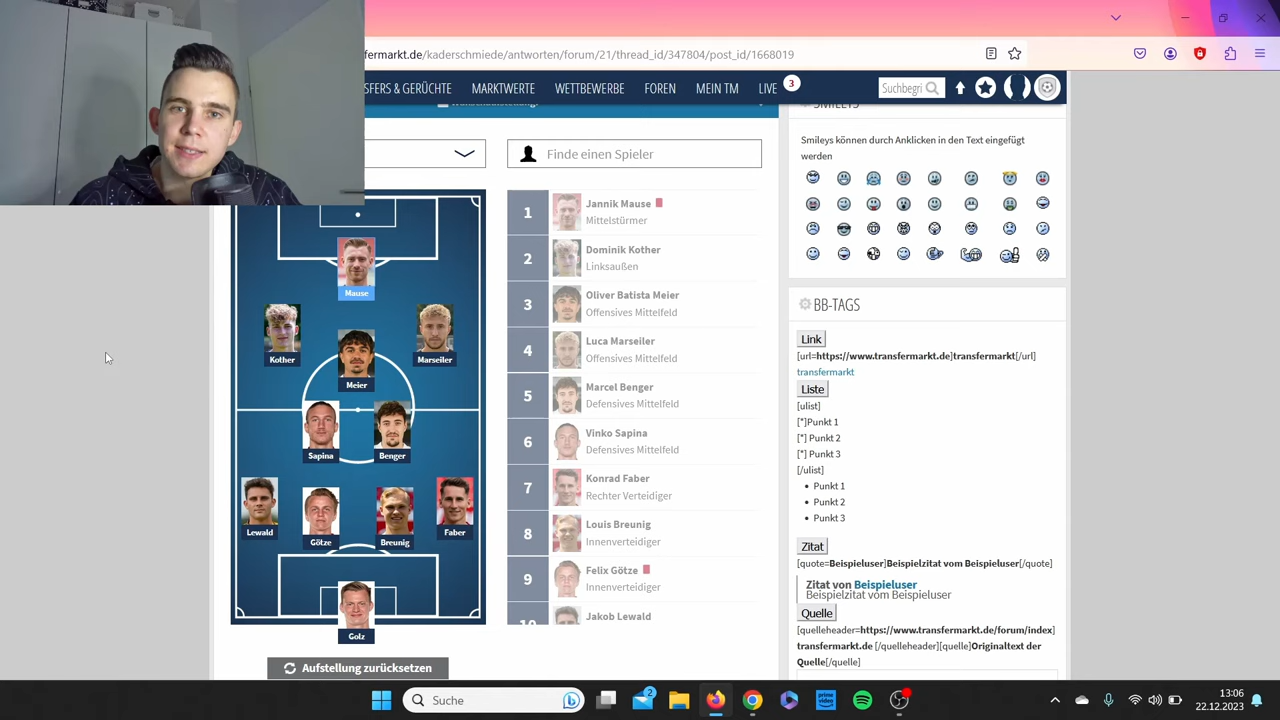 fermarkt.de/kaderschmiede/antworten/forum/21/thread_id/347804/post_id/1668019
SFERS & GERÜCHTE
MARKTWERTE
WETTBEWERBE
FOREN
MEIN TM
LIVE
3
Suchbegri
Finde einen Spieler
Mause
Kother
Meier
Marseiler
Sapina
Benger
Lewald
Götze
Breunig
Faber
Golz
Aufstellung zurücksetzen
1
Jannik Mause
Mittelstürmer
2
Dominik Kother
Linksaußen
3
Oliver Batista Meier
Offensives Mittelfeld
4
Luca Marseiler
Offensives Mittelfeld
5
Marcel Benger
Defensives Mittelfeld
6
Vinko Sapina
Defensives Mittelfeld
7
Konrad Faber
Rechter Verteidiger
8
Louis Breunig
Innenverteidiger
9
Felix Götze
Innenverteidiger
10
Jakob Lewald
SMILEYS
Smileys können durch Anklicken in den Text eingefügt
werden
BB-TAGS
Link
[url=https://www.transfermarkt.de]transfermarkt[/url]
transfermarkt
Liste
[ulist]
[*]Punkt 1
[*] Punkt 2
[*] Punkt 3
[/ulist]
Punkt 1
Punkt 2
Punkt 3
Zitat
[quote=Beispieluser]Beispielzitat vom Beispieluser[/quote]
Zitat von Beispieluser
Beispielzitat vom Beispieluser
Quelle
[quelleheader=https://www.transfermarkt.de/forum/index]
transfermarkt.de [/quelleheader][quelle]Originaltext der
Quelle[/quelle]
Suche
2
prime
video
13:06
22.12.2023